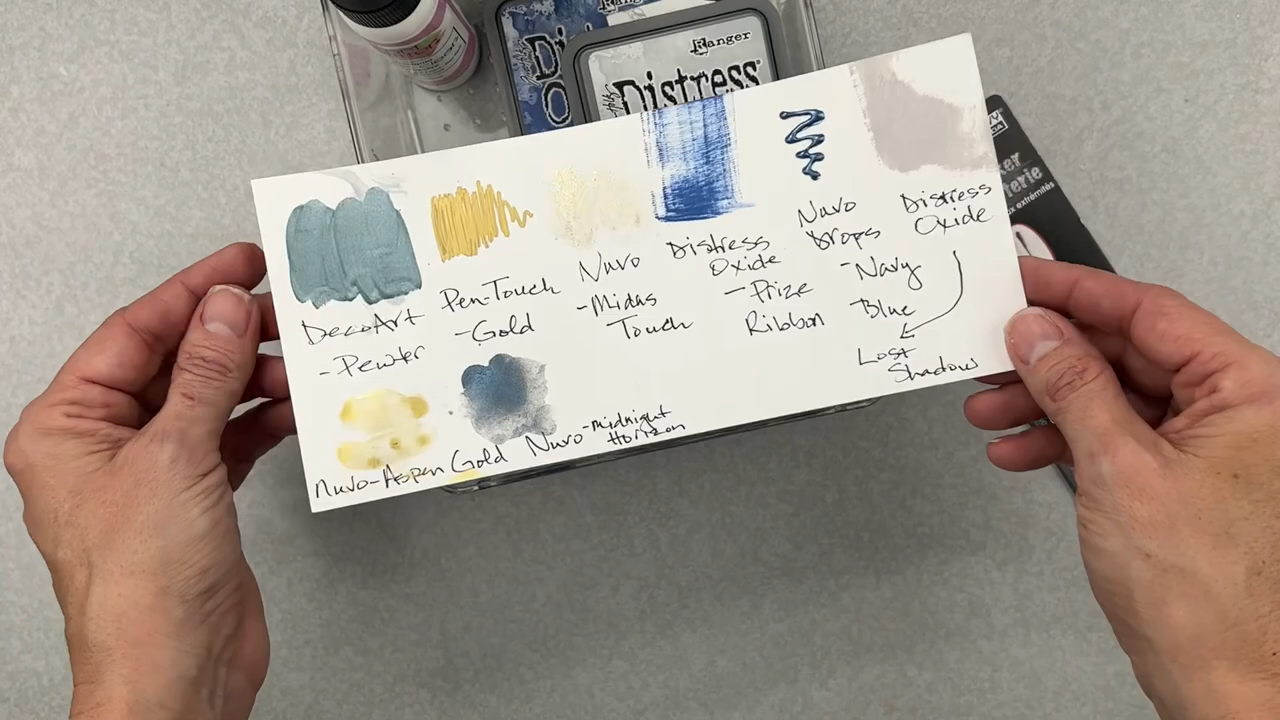 Ranger
Distress
DecoArt
-Pewter
Pen-Touch
-Gold
Nuvo
-Midas
Touch
Distress
Oxide
-Prize
Ribbon
Nuvo
Drops
-Navy
Blue
Distress
Oxide
Lost
Shadow
Nuvo-Aspen Gold
Nuvo-midnight
Horizon